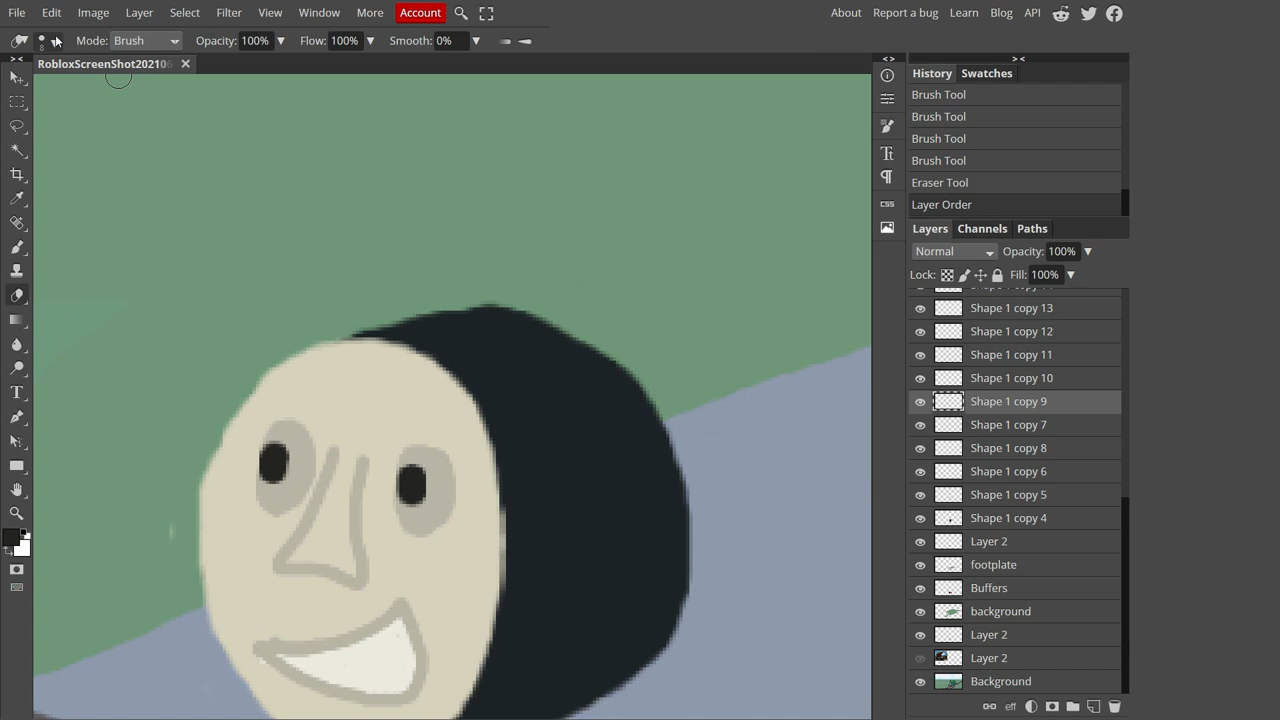 File Edit Image Layer Select Filter View Window More Account About Report a bug Learn Blog API
Mode: Brush Opacity: 100% Flow: 100% Smooth: 0%
RobloxScreenShot202106
History Swatches
Brush Tool
Brush Tool
Brush Tool
Brush Tool
Eraser Tool
Layer Order
Layers Channels Paths
Normal Opacity: 100%
Lock: Fill: 100%
Shape 1 copy 13
Shape 1 copy 12
Shape 1 copy 11
Shape 1 copy 10
Shape 1 copy 9
Shape 1 copy 7
Shape 1 copy 8
Shape 1 copy 6
Shape 1 copy 5
Shape 1 copy 4
Layer 2
footplate
Buffers
background
Layer 2
Layer 2
Background
eff
CSS